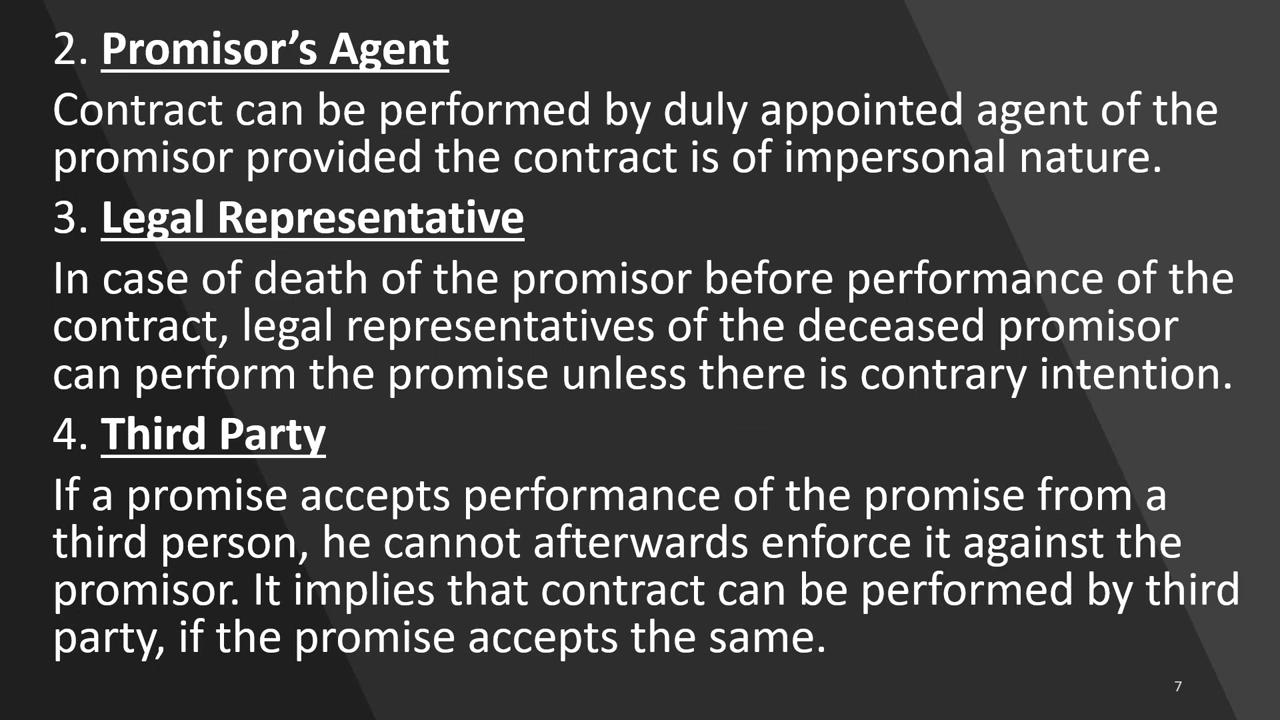 2. Promisor’s Agent
Contract can be performed by duly appointed agent of the
promisor provided the contract is of impersonal nature.
3. Legal Representative
In case of death of the promisor before performance of the
contract, legal representatives of the deceased promisor
can perform the promise unless there is contrary intention.
4. Third Party
If a promise accepts performance of the promise from a
third person, he cannot afterwards enforce it against the
promisor. It implies that contract can be performed by third
party, if the promise accepts the same.
7